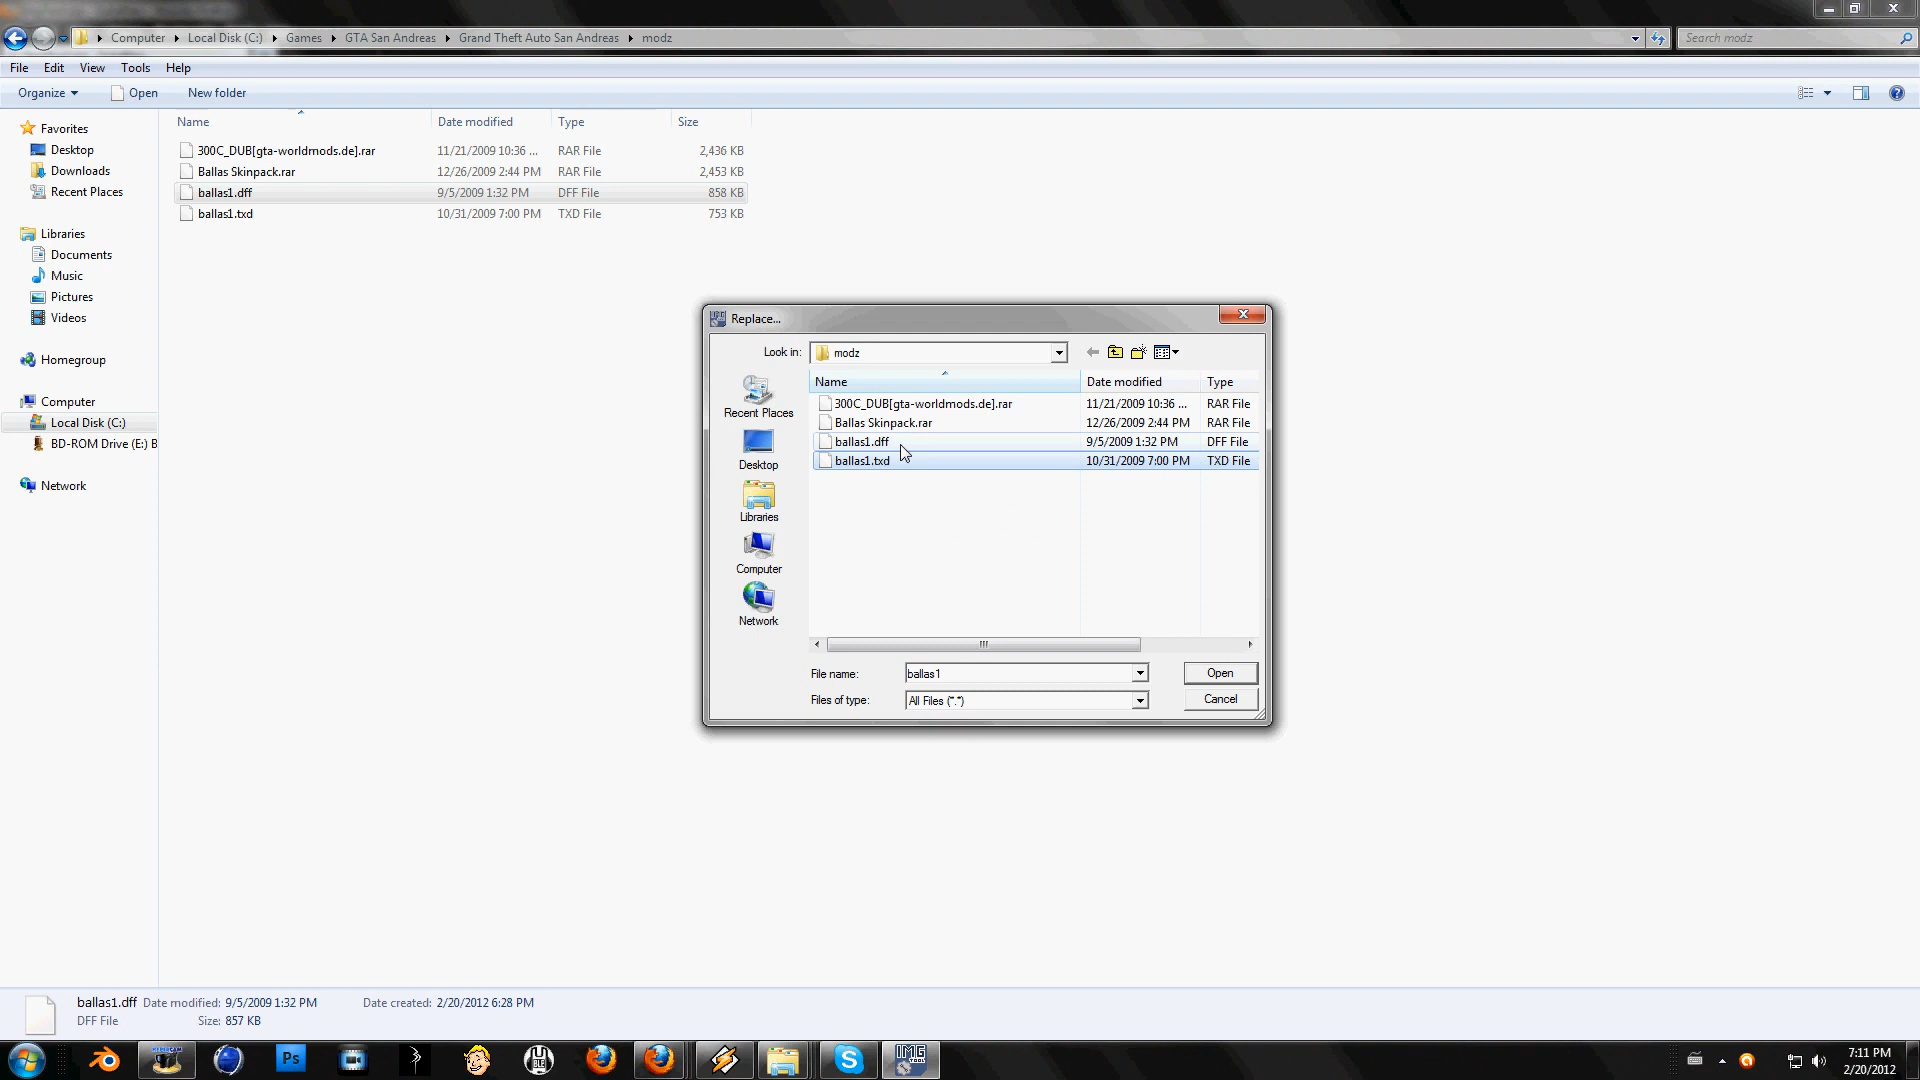 Computer Local Disk (C:) Games GTA San Andreas Grand Theft Auto San Andreas modz
Search modz
File Edit View Tools Help
Organize Open New folder
Name Date modified Type Size
300C_DUB[gta-worldmods.de].rar 11/21/2009 10:36 ... RAR File 2,436 KB
Ballas Skinpack.rar 12/26/2009 2:44 PM RAR File 2,453 KB
ballas1.dff 9/5/2009 1:32 PM DFF File 858 KB
ballas1.txd 10/31/2009 7:00 PM TXD File 753 KB
Favorites
Desktop
Downloads
Recent Places
Libraries
Documents
Music
Pictures
Videos
Homegroup
Computer
Local Disk (C:)
BD-ROM Drive (E:) B
Network
Replace...
Look in: modz
Name Date modified Type
300C_DUB[gta-worldmods.de].rar 11/21/2009 10:36 ... RAR File
Ballas Skinpack.rar 12/26/2009 2:44 PM RAR File
ballas1.dff 9/5/2009 1:32 PM DFF File
ballas1.txd 10/31/2009 7:00 PM TXD File
Recent Places
Desktop
Libraries
Computer
Network
File name: ballas1 Open
Files of type: All Files (*.*) Cancel
ballas1.dff Date modified: 9/5/2009 1:32 PM Date created: 2/20/2012 6:28 PM
DFF File Size: 857 KB
Ps
IMG
TOOL
7:11 PM
2/20/2012